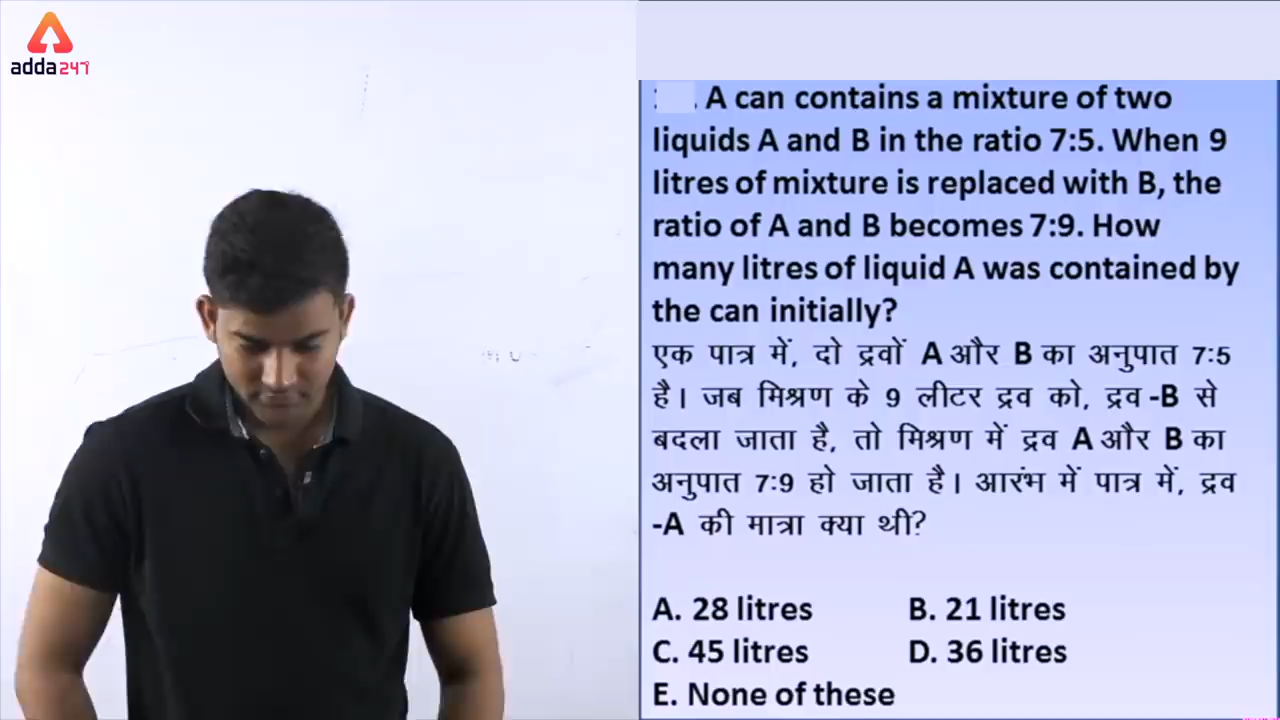 adda247
. A can contains a mixture of two
liquids A and B in the ratio 7:5. When 9
litres of mixture is replaced with B, the
ratio of A and B becomes 7:9. How
many litres of liquid A was contained by
the can initially?
एक पात्र में, दो द्रवों A और B का अनुपात 7:5
है। जब मिश्रण के 9 लीटर द्रव को, द्रव -B से
बदला जाता है, तो मिश्रण में द्रव A और B का
अनुपात 7:9 हो जाता है। आरंभ में पात्र में, द्रव
-A की मात्रा क्या थी?
A. 28 litres B. 21 litres
C. 45 litres D. 36 litres
E. None of these